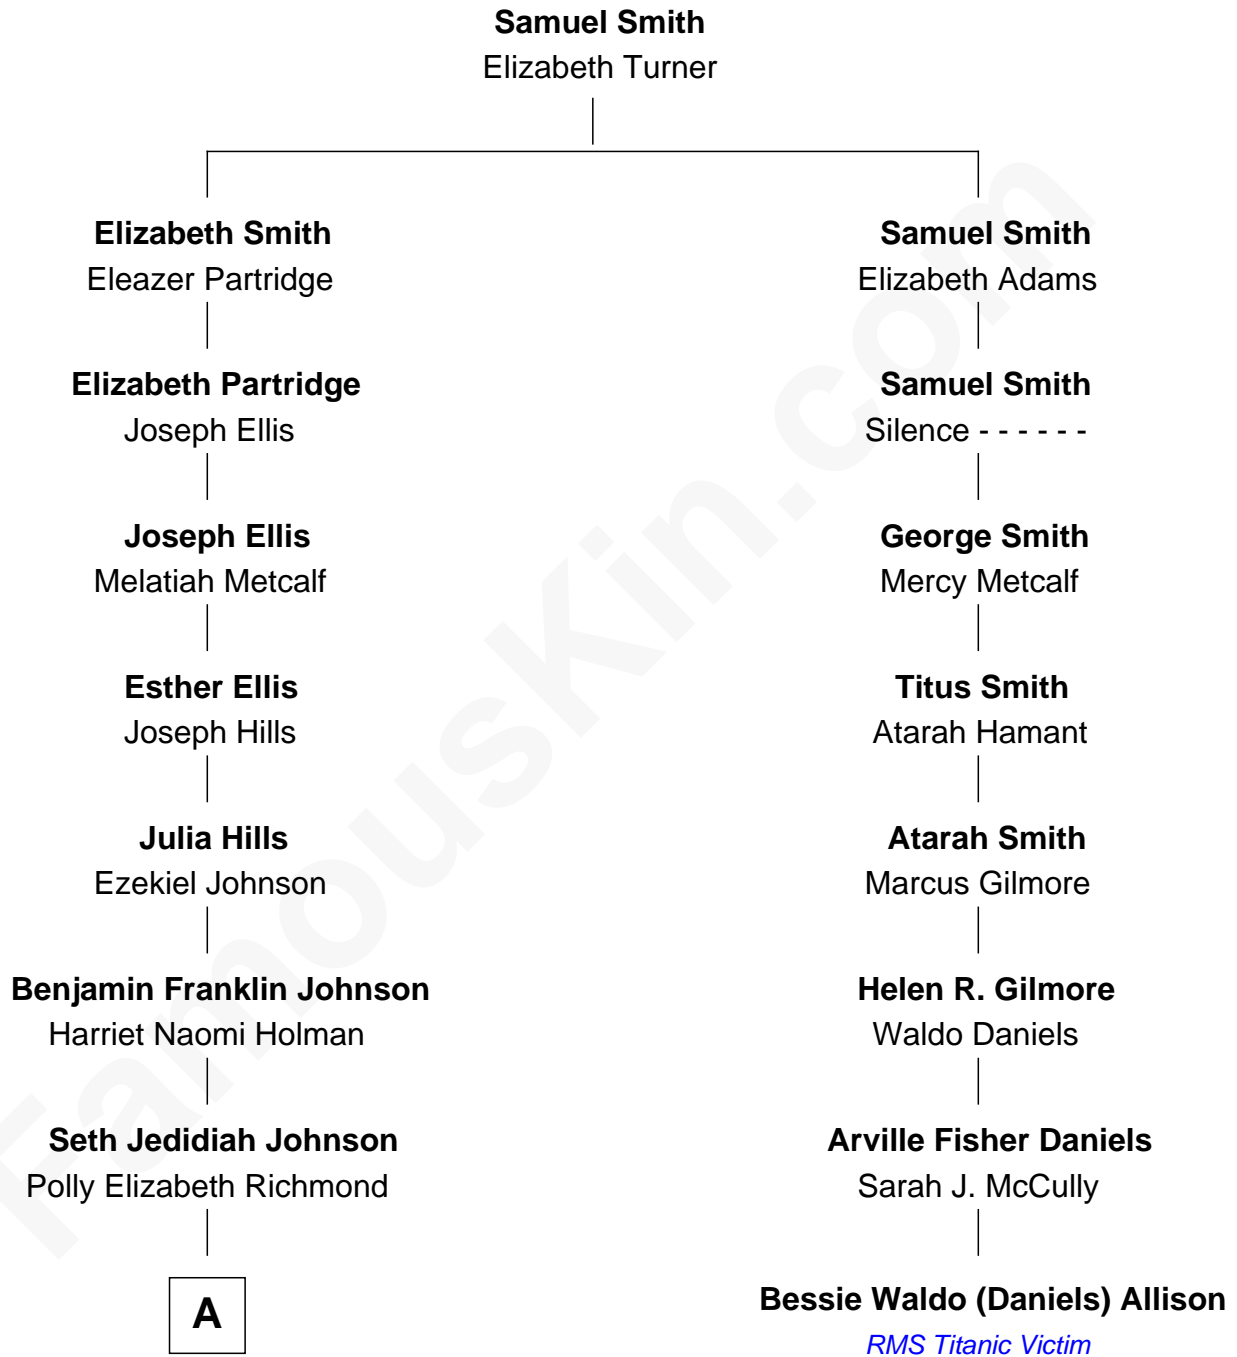 Samuel Smith
Elizabeth Turner
Elizabeth Smith
Eleazer Partridge
Samuel Smith
Elizabeth Adams
Elizabeth Partridge
Joseph Ellis
Samuel Smith
Silence - - - - - -
Joseph Ellis
Melatiah Metcalf
George Smith
Mercy Metcalf
Esther Ellis
Joseph Hills
Titus Smith
Atarah Hamant
Julia Hills
Ezekiel Johnson
Atarah Smith
Marcus Gilmore
Benjamin Franklin Johnson
Harriet Naomi Holman
Helen R. Gilmore
Waldo Daniels
Seth Jedidiah Johnson
Polly Elizabeth Richmond
Arville Fisher Daniels
Sarah J. McCully
A
Bessie Waldo (Daniels) Allison
RMS Titanic Victim
FamousKin.com